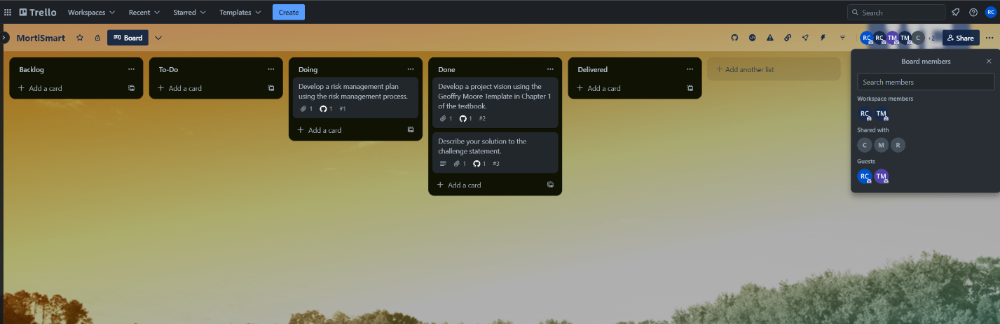 Trello Workspaces Recent Starred Templates Create Search RC
MortiSmart Board RC RC TM TM C +2 Share
Board members
Search members
Workspace members
RC TM
Shared with
C M R
Guests
RC TM
Backlog
Add a card
To-Do
Add a card
Doing
Develop a risk management plan
using the risk management process.
1 1 #1
Add a card
Done
Develop a project vision using the
Geoffry Moore Template in Chapter 1
of the textbook.
1 1 #2
Describe your solution to the
challenge statement.
1 1 #3
Add a card
Delivered
Add a card
Add another list